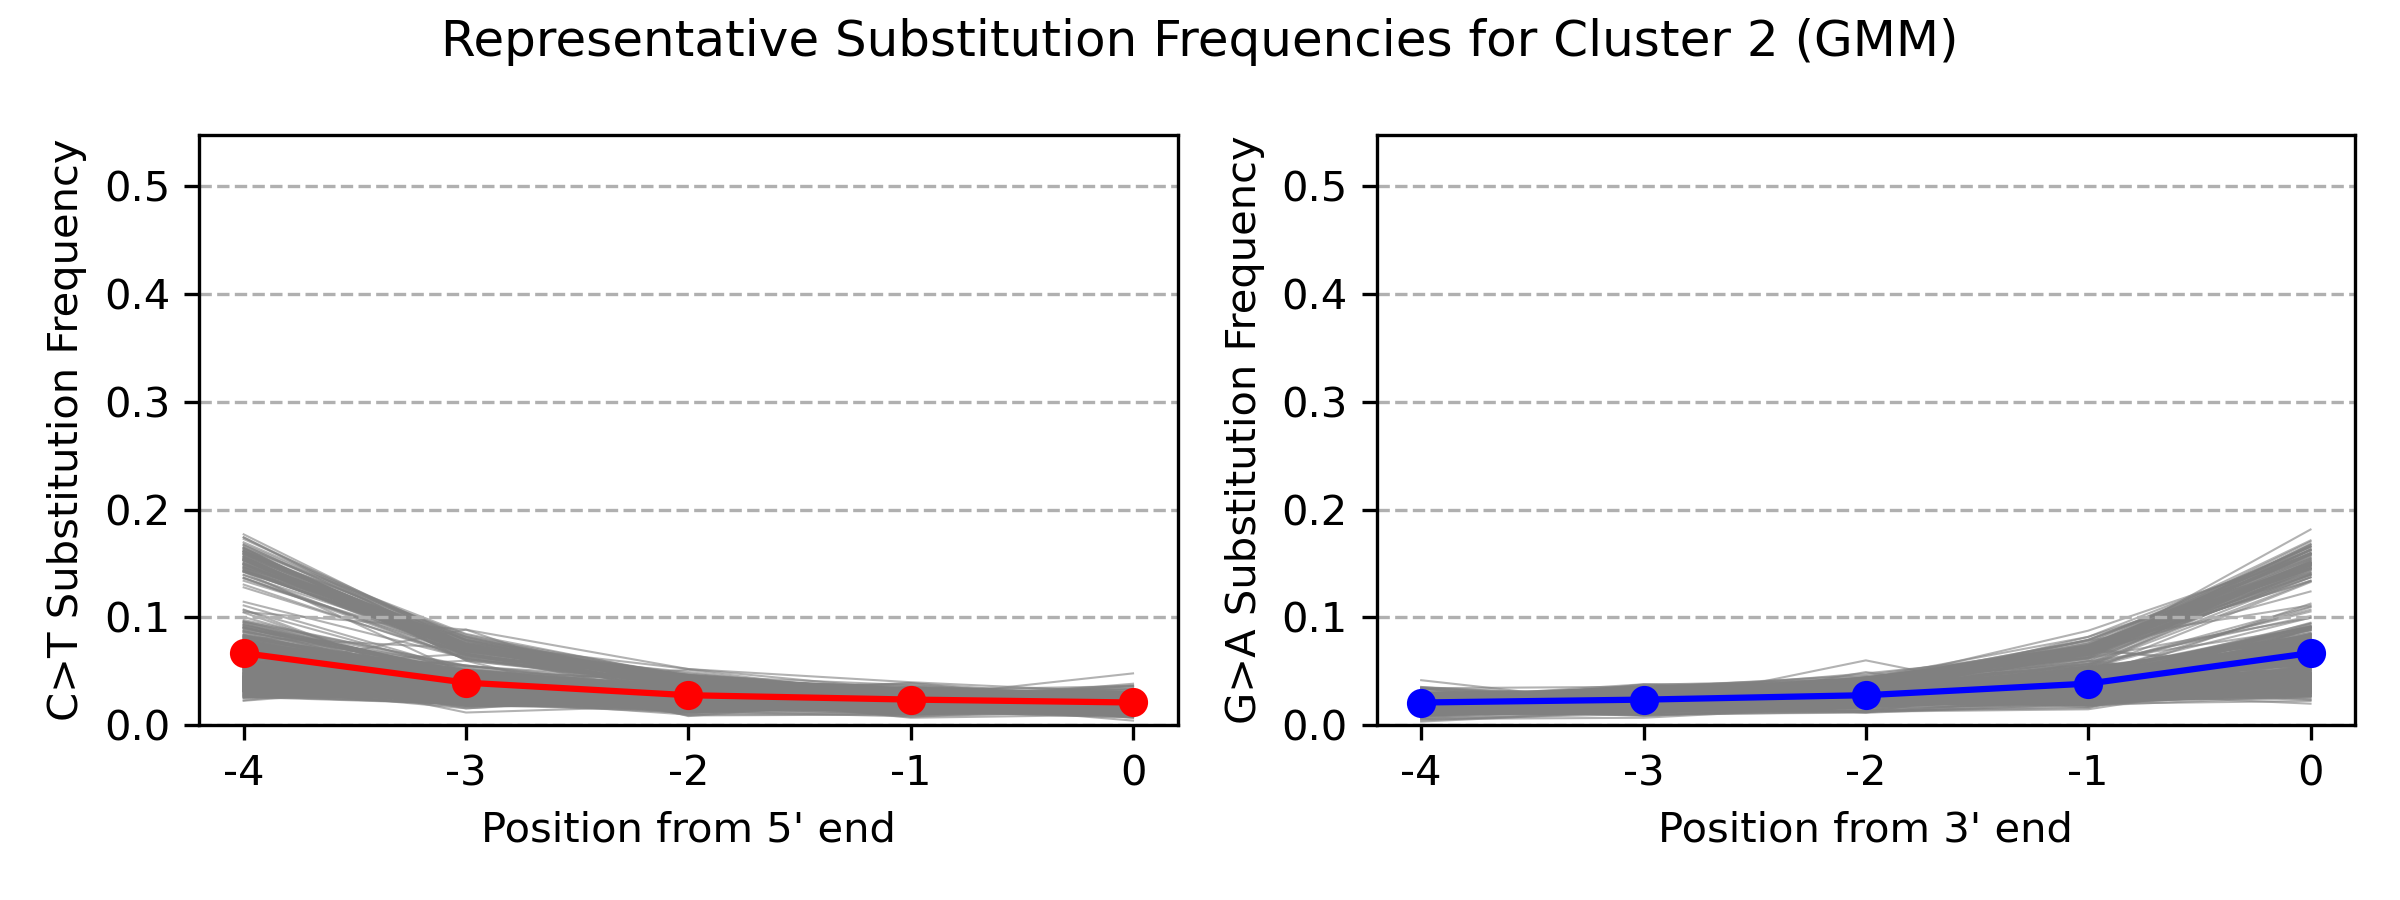 Representative Substitution Frequencies for Cluster 2 (GMM)
C>T Substitution Frequency
0.5
0.4
0.3
0.2
0.1
0.0
-4 -3 -2 -1 0
Position from 5' end
G>A Substitution Frequency
0.5
0.4
0.3
0.2
0.1
0.0
-4 -3 -2 -1 0
Position from 3' end